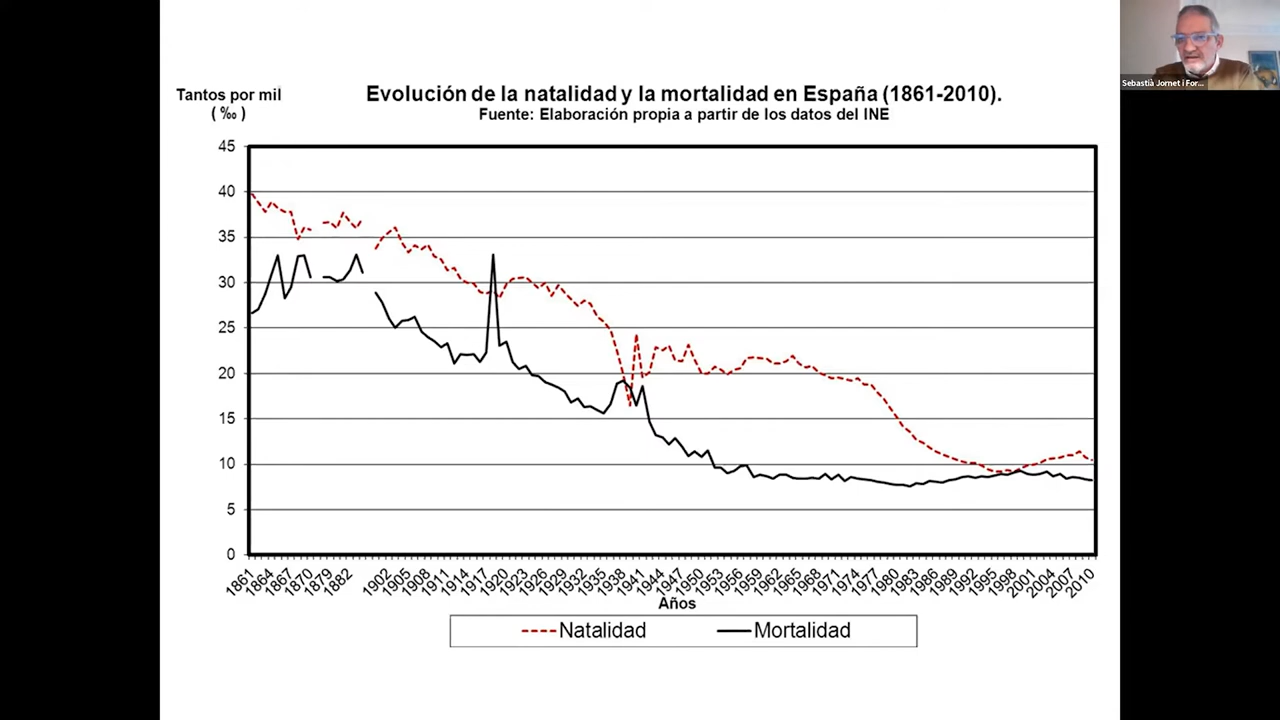 Sebastià Jornet i For...
Tantos por mil
( ‰ )
Evolución de la natalidad y la mortalidad en España (1861-2010).
Fuente: Elaboración propia a partir de los datos del INE
45
40
35
30
25
20
15
10
5
0
1861 1864 1867 1870 1879 1882 1902 1905 1908 1911 1914 1917 1920 1923 1926 1929 1932 1935 1938 1941 1944 1947 1950 1953 1956 1959 1962 1965 1968 1971 1974 1977 1980 1983 1986 1989 1992 1995 1998 2001 2004 2007 2010
Años
Natalidad Mortalidad